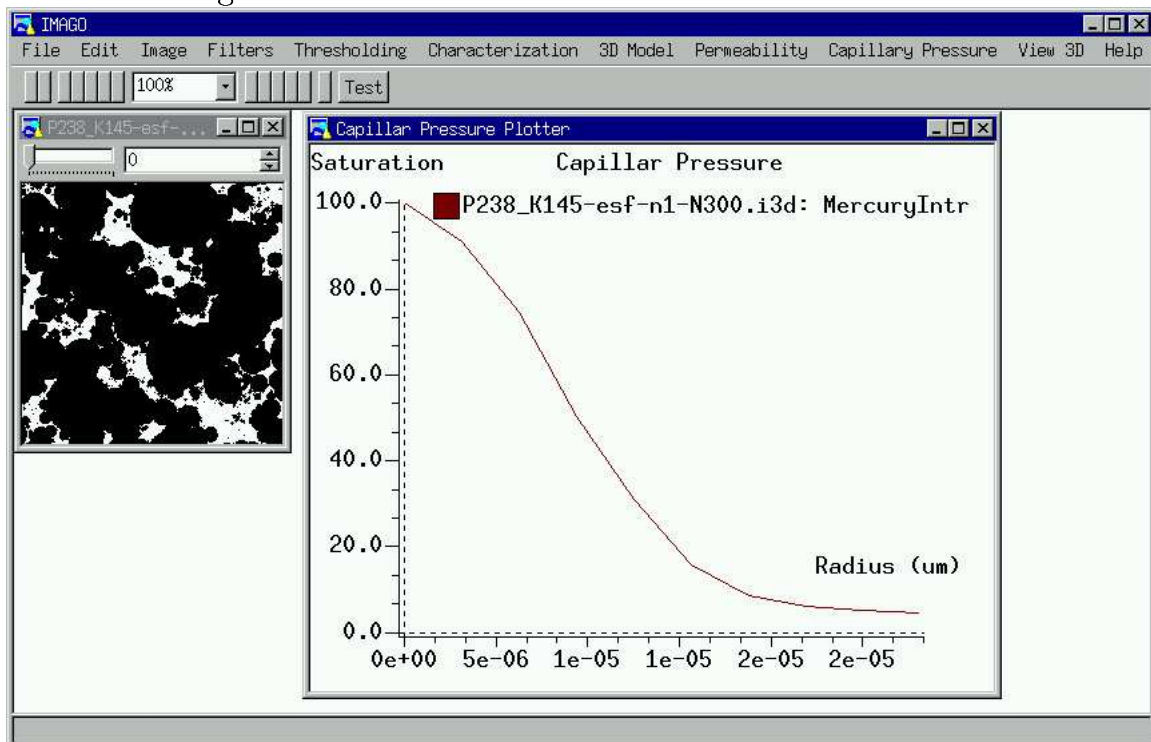 IMAGO
File Edit Image Filters Thresholding Characterization 3D Model Permeability Capillary Pressure View 3D Help
100% Test
P238_K145-esf-...
0
Capillar Pressure Plotter
Saturation Capillar Pressure
P238_K145-esf-n1-N300.i3d: MercuryIntr
100.0
80.0
60.0
40.0
20.0
0.0
Radius (um)
0e+00 5e-06 1e-05 1e-05 2e-05 2e-05